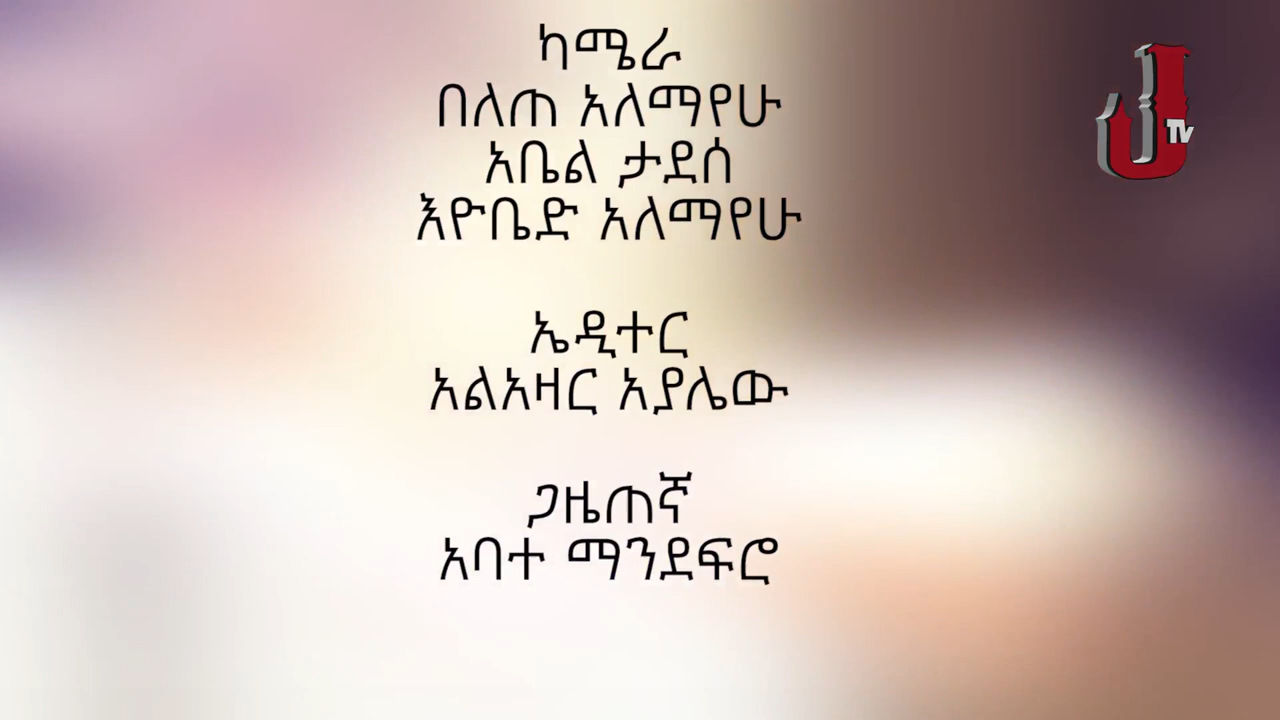 ካሜራ
በለጠ አለማየሁ
አቤል ታደሰ
እዮቤድ አለማየሁ
ኤዲተር
አልአዛር አያሌው
ጋዜጠኛ
አባተ ማንደፍሮ
J TV